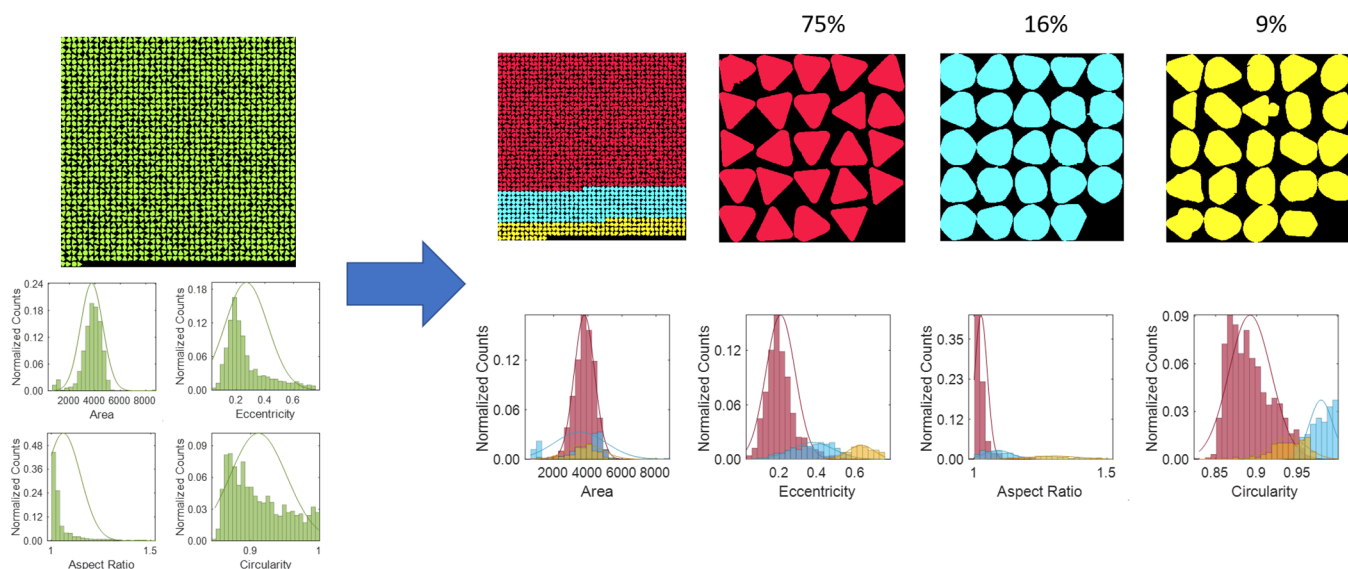 75%
16%
9%
0.24
0.18
0.12
0.06
0.00
Normalized Counts
2000 4000 6000 8000
Area
0.18
0.12
0.06
0.00
Normalized Counts
0.2 0.4 0.6
Eccentricity
0.48
0.36
0.24
0.12
0.00
Normalized Counts
1 1.5
Aspect Ratio
0.09
0.06
0.03
0.00
Normalized Counts
0.9 1
Circularity
0.12
0.06
0.00
Normalized Counts
2000 4000 6000 8000
Area
0.12
0.06
0.00
Normalized Counts
0.2 0.4 0.6
Eccentricity
0.35
0.23
0.12
0.00
Normalized Counts
1 1.5
Aspect Ratio
0.09
0.06
0.03
0.00
Normalized Counts
0.85 0.9 0.95
Circularity